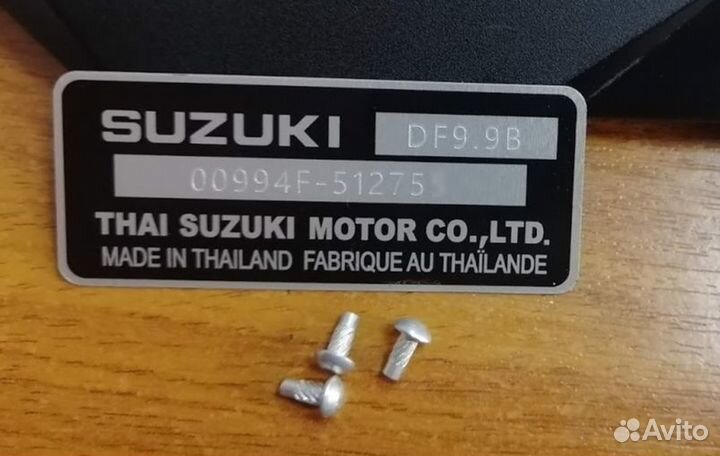 SUZUKI DF9.9B
00994F-51275
THAI SUZUKI MOTOR CO.,LTD.
MADE IN THAILAND FABRIQUE AU THAÏLANDE
Avito